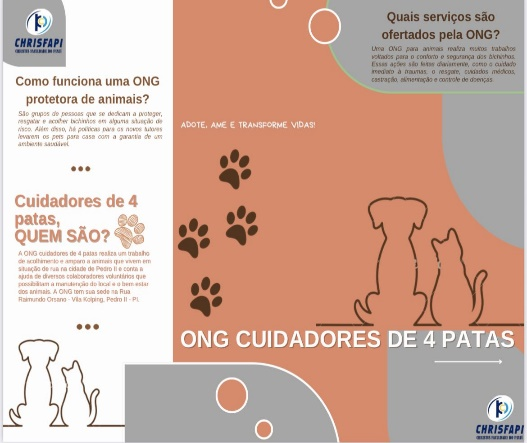 CHRISFAPI
Como funciona uma ONG
protetora de animais?
São grupos de pessoas que se dedicam a proteger,
resgatar e acolher bichinhos em alguma situação de
risco. Além disso, há políticas para os novos tutores
levarem os pets para casa com a garantia de um
ambiente saudável.
Cuidadores de 4
patas,
QUEM SÃO?
A ONG cuidadores de 4 patas realiza um trabalho
de acolhimento e amparo a animais que vivem em
situação de rua na cidade de Pedro II e conta a
ajuda de diversos colaboradores voluntários que
possibilitam a manutenção do local e o bem estar
dos animais. A ONG tem sua sede na Rua
Raimundo Orsano - Vila Kolping, Pedro II - PI.
ADOTE, AME E TRANSFORME VIDAS!
Quais serviços são
ofertados pela ONG?
Uma ONG para animais realiza muitos trabalhos
voltados para o conforto e segurança dos bichinhos.
Essas ações são feitas diariamente, como o cuidado
imediato à traumas, o resgate, cuidados médicos,
castração, alimentação e controle de doenças.
ONG CUIDADORES DE 4 PATAS
CHRISFAPI